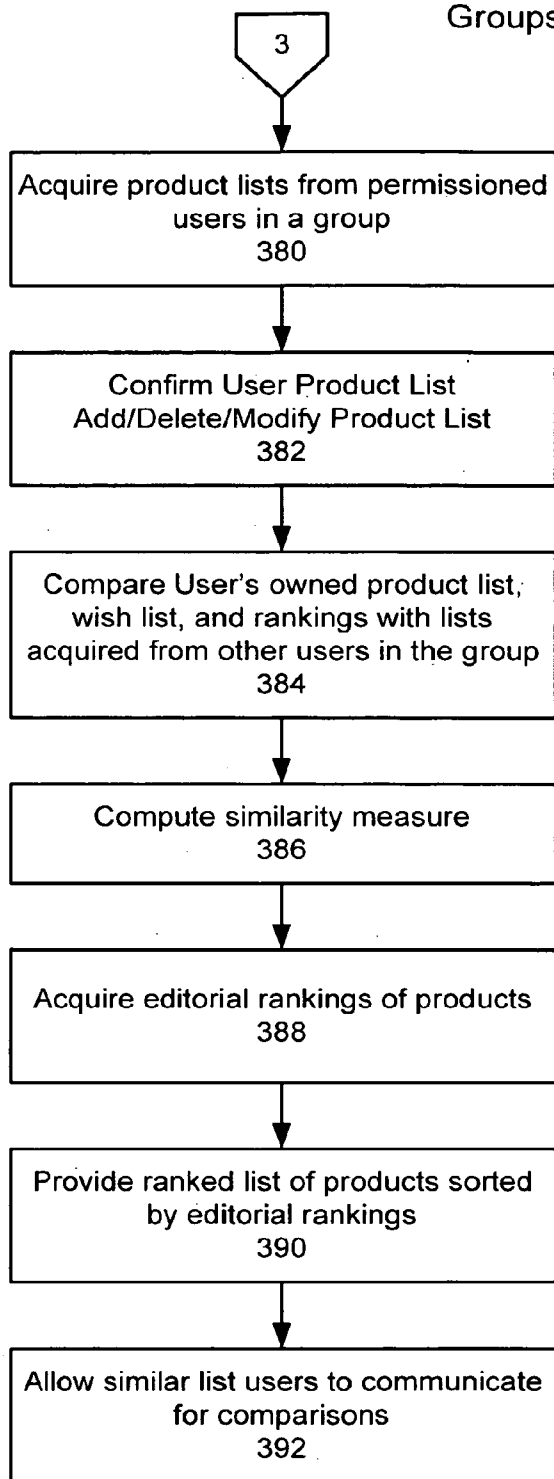 Groups
3
Acquire product lists from permissioned
users in a group
380
Confirm User Product List
Add/Delete/Modify Product List
382
Compare User's owned product list,
wish list, and rankings with lists
acquired from other users in the group
384
Compute similarity measure
386
Acquire editorial rankings of products
388
Provide ranked list of products sorted
by editorial rankings
390
Allow similar list users to communicate
for comparisons
392